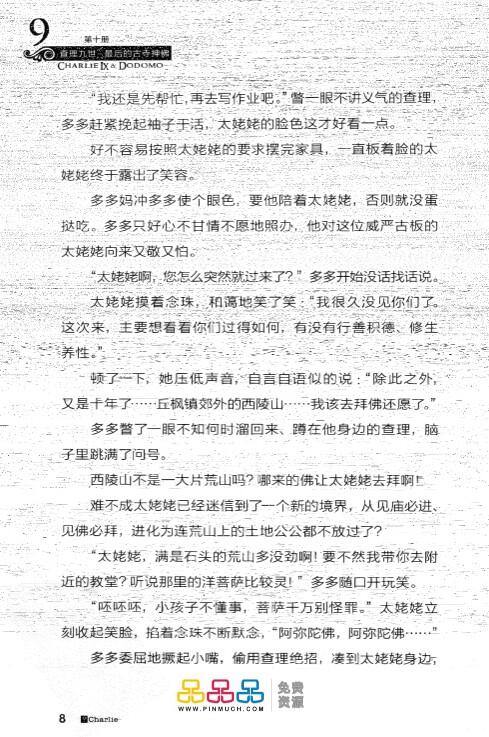 9
第十册
查理九世：最后的古寺神佛
CHARLIE IX & DODOMO
“我还是先帮忙，再去写作业吧。”瞥一眼不讲义气的查理，
多多赶紧挽起袖子干活，太姥姥的脸色这才好看一点。
好不容易按照太姥姥的要求摆完家具，一直板着脸的太
姥姥终于露出了笑容。
多多妈冲多多使个眼色，要他陪着太姥姥，否则就没蛋
挞吃。多多只好心不甘情不愿地照办，他对这位威严古板的
太姥姥向来又敬又怕。
“太姥姥啊，您怎么突然就过来了？”多多开始没话找话说。
太姥姥摸着念珠，和蔼地笑了笑：“我很久没见你们了。
这次来，主要想看看你们过得如何，有没有行善积德、修生
养性。”
顿了一下，她压低声音，自言自语似的说：“除此之外，
又是十年了……丘枫镇郊外的西陵山……我该去拜佛还愿了。”
多多瞥了一眼不知何时溜回来、蹲在他身边的查理，脑
子里跳满了问号。
西陵山不是一大片荒山吗？哪来的佛让太姥姥去拜啊！
难不成太姥姥已经迷信到了一个新的境界，从见庙必进、
见佛必拜，进化为连荒山上的土地公公都不放过了？
“太姥姥，满是石头的荒山多没劲啊！要不然我带你去附
近的教堂？听说那里的洋菩萨比较灵！”多多随口开玩笑。
“呸呸呸，小孩子不懂事，菩萨千万别怪罪。”太姥姥立
刻收起笑脸，掐着念珠不断默念，“阿弥陀佛，阿弥陀佛……”
多多委屈地撅起小嘴，偷用查理绝招，凑到太姥姥身边，
品品品 免费
WWW.PINMUCH.COM 资源
8 Charlie